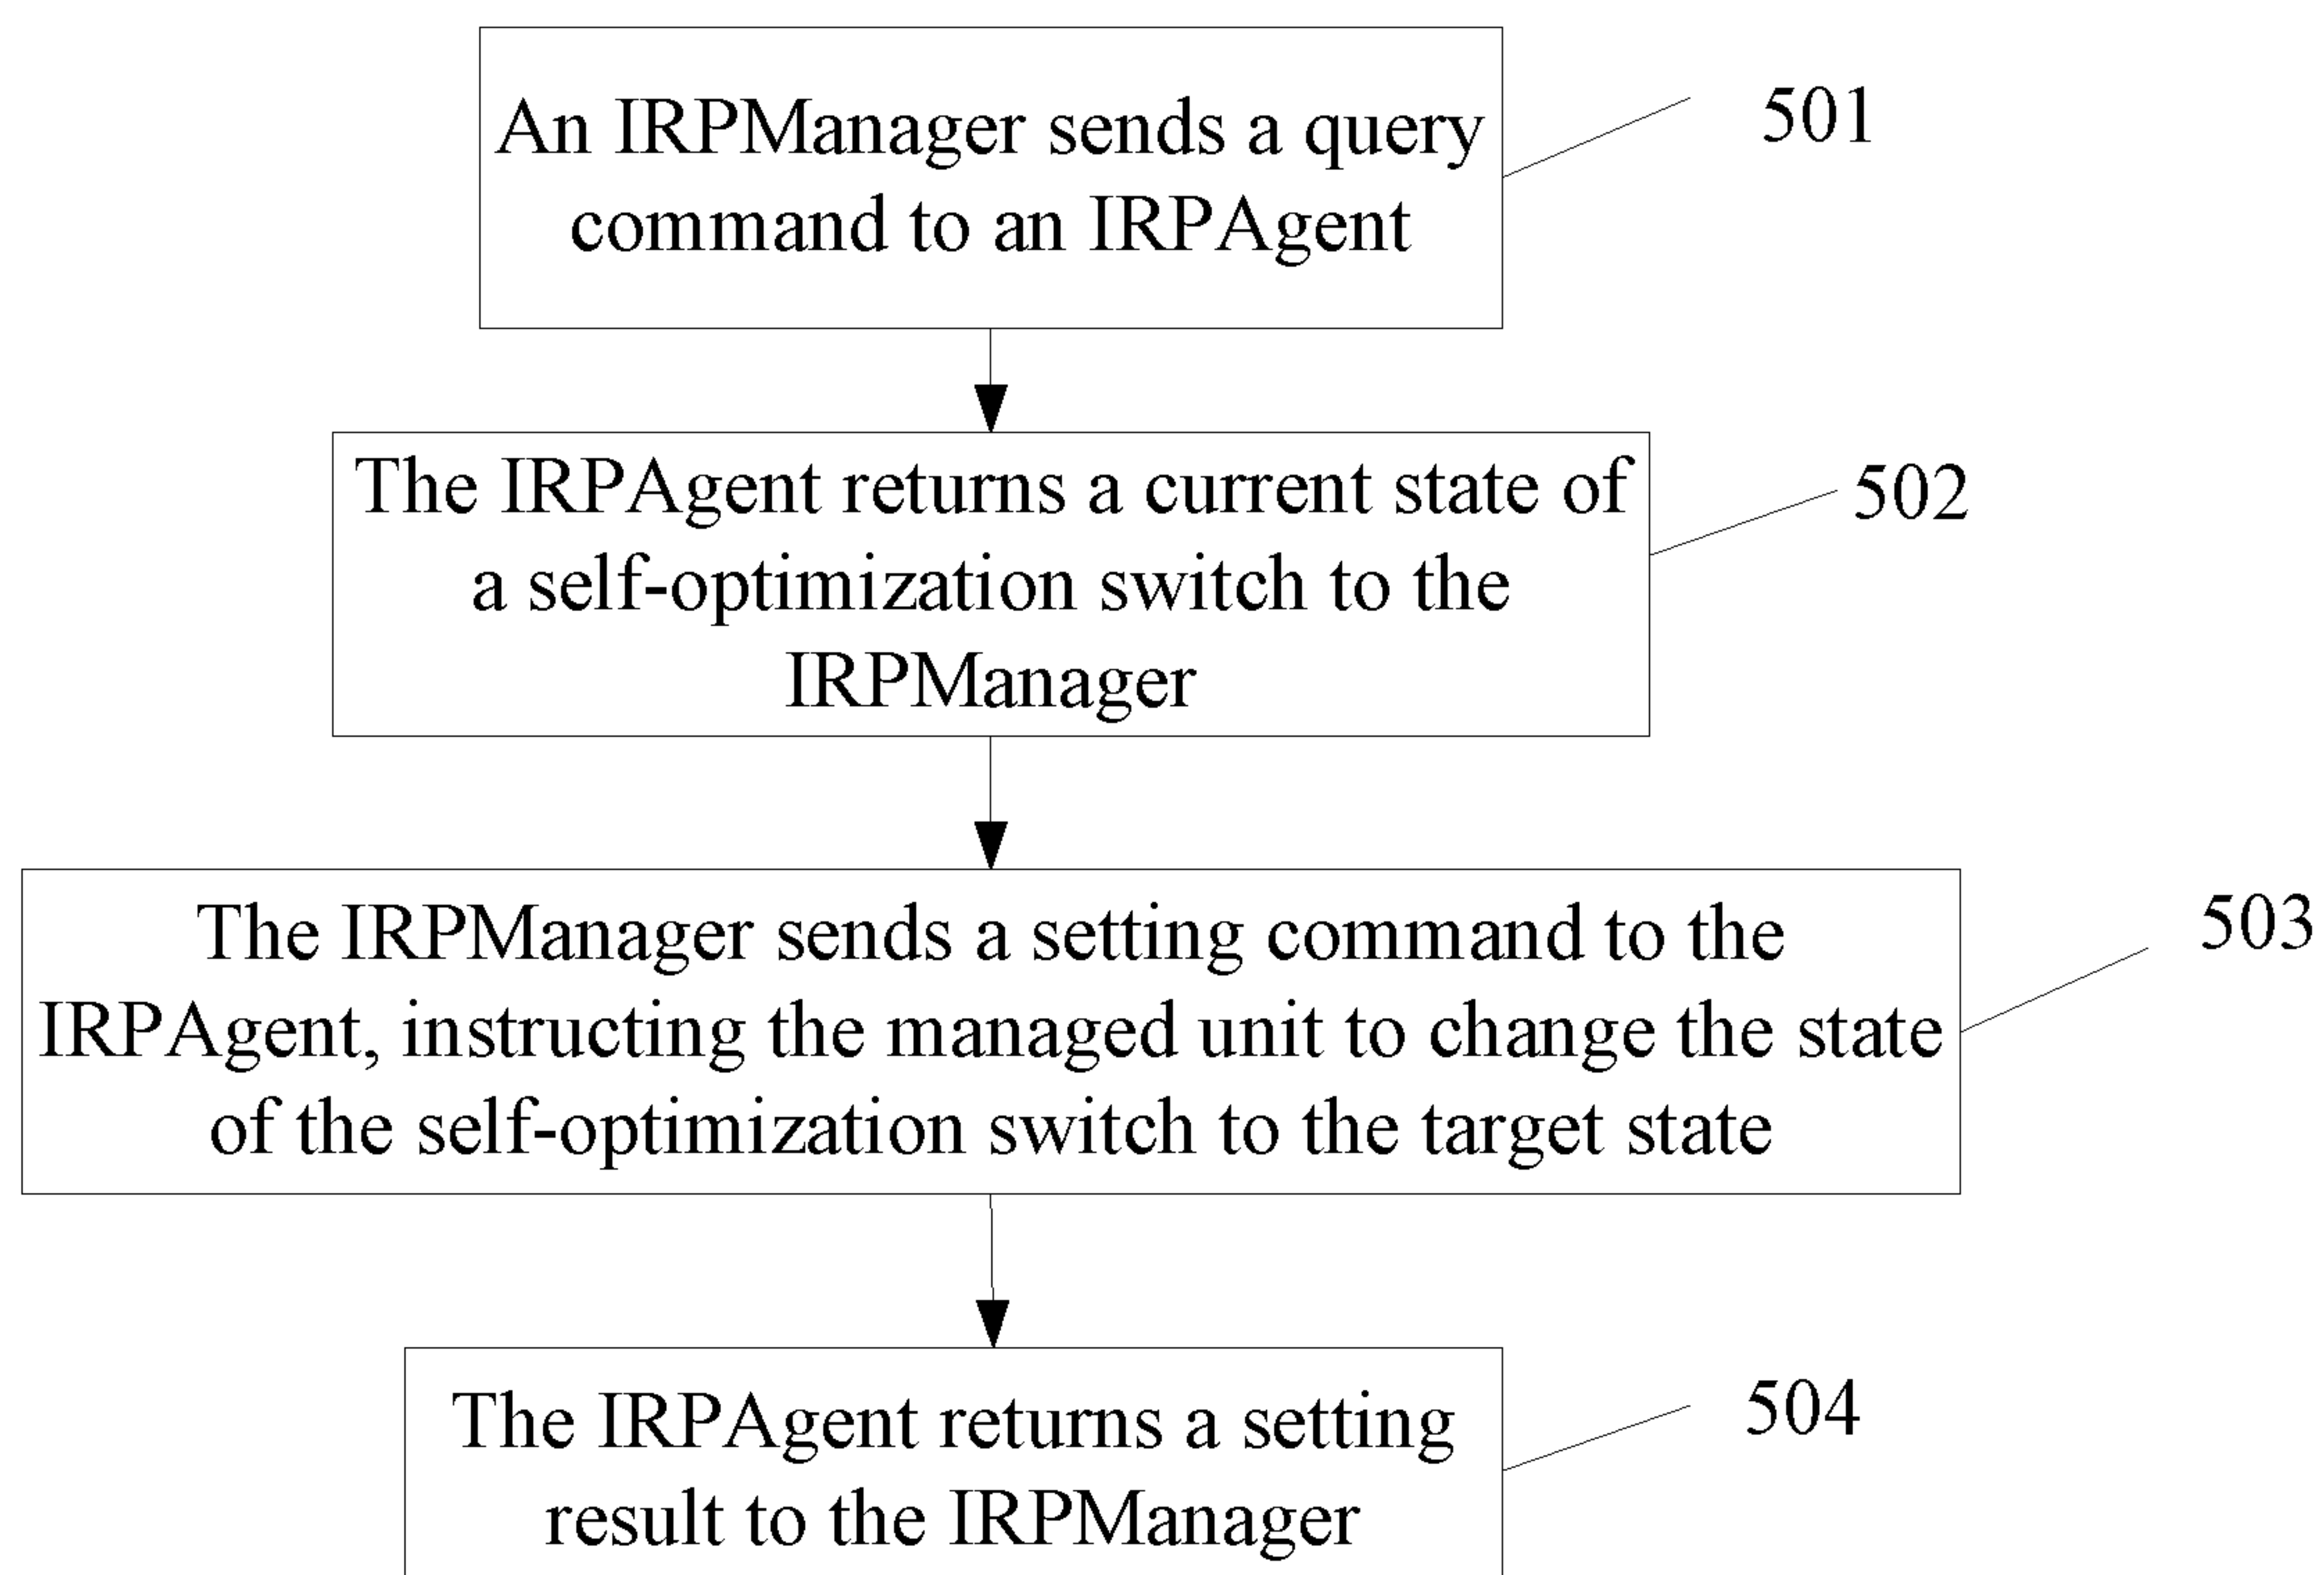 An IRPManager sends a query
command to an IRPAgent
501
The IRPAgent returns a current state of
a self-optimization switch to the
IRPManager
502
The IRPManager sends a setting command to the
IRPAgent, instructing the managed unit to change the state
of the self-optimization switch to the target state
503
The IRPAgent returns a setting
result to the IRPManager
504